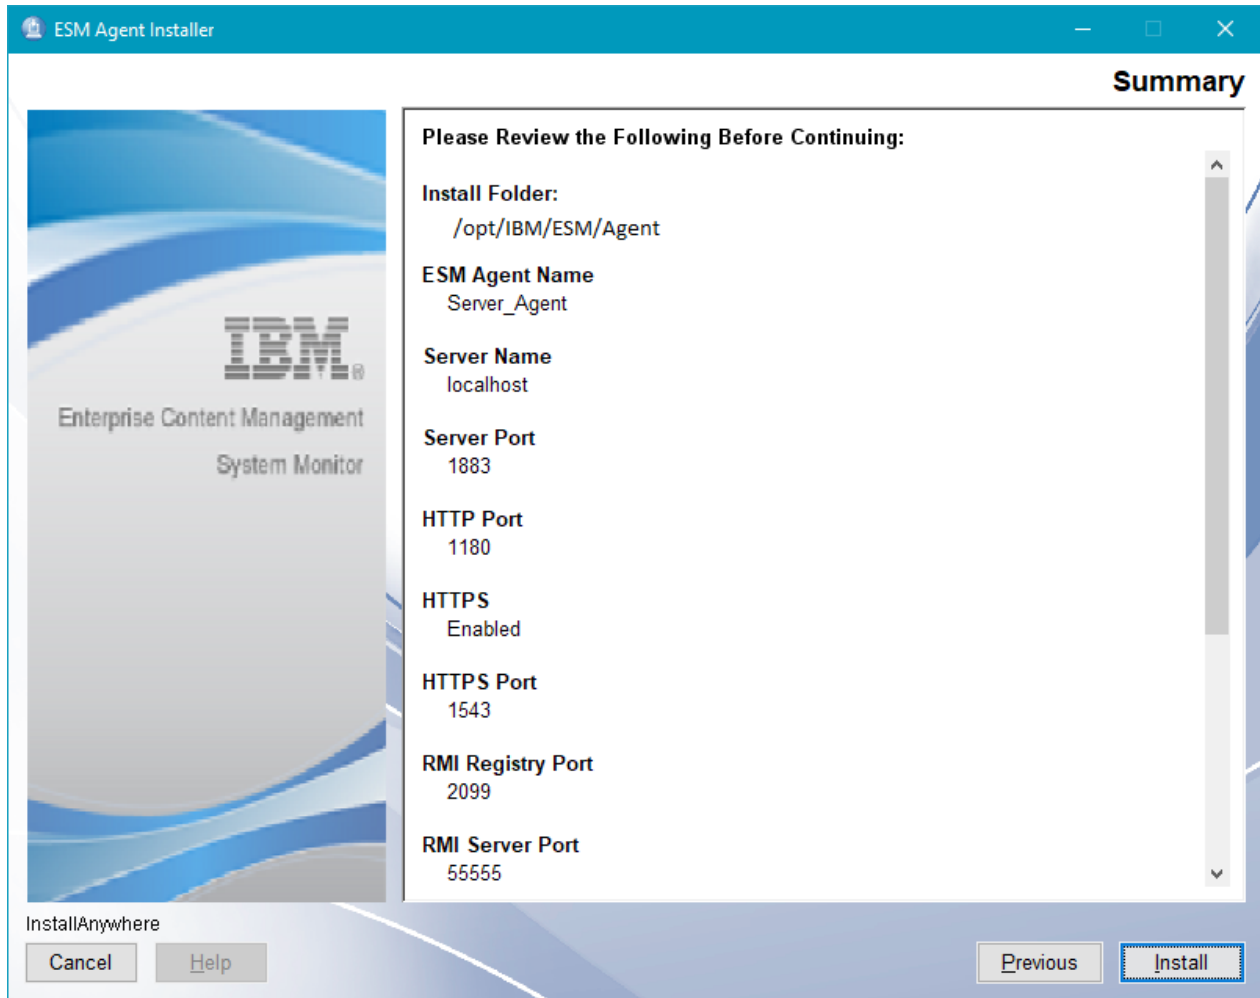 ESM Agent Installer
Summary
IBM®
Enterprise Content Management
System Monitor
Please Review the Following Before Continuing:
Install Folder:
/opt/IBM/ESM/Agent
ESM Agent Name
Server_Agent
Server Name
localhost
Server Port
1883
HTTP Port
1180
HTTPS
Enabled
HTTPS Port
1543
RMI Registry Port
2099
RMI Server Port
55555
InstallAnywhere
Cancel
Help
Previous
Install